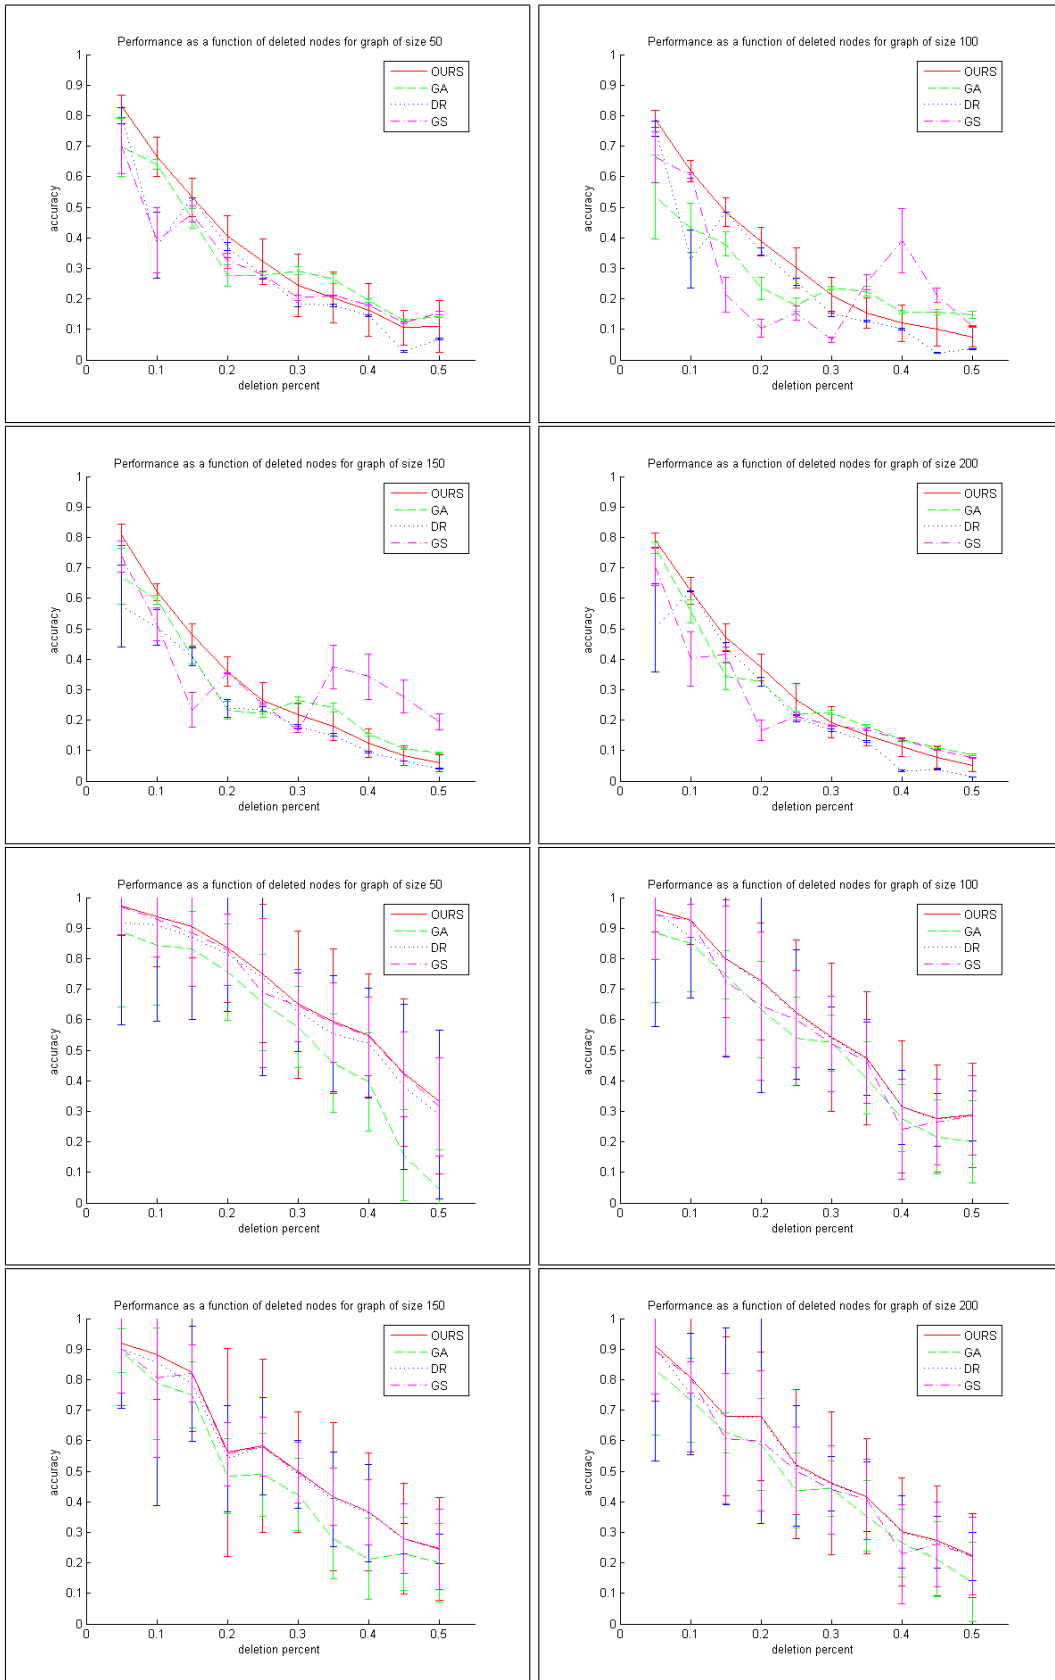 Performance as a function of deleted nodes for graph of size 50
1
0.9
0.8
0.7
0.6
0.5
0.4
0.3
0.2
0.1
0
accuracy
OURS
GA
DR
GS
0 0.1 0.2 0.3 0.4 0.5
deletion percent
Performance as a function of deleted nodes for graph of size 100
1
0.9
0.8
0.7
0.6
0.5
0.4
0.3
0.2
0.1
0
accuracy
OURS
GA
DR
GS
0 0.1 0.2 0.3 0.4 0.5
deletion percent
Performance as a function of deleted nodes for graph of size 150
1
0.9
0.8
0.7
0.6
0.5
0.4
0.3
0.2
0.1
0
accuracy
OURS
GA
DR
GS
0 0.1 0.2 0.3 0.4 0.5
deletion percent
Performance as a function of deleted nodes for graph of size 200
1
0.9
0.8
0.7
0.6
0.5
0.4
0.3
0.2
0.1
0
accuracy
OURS
GA
DR
GS
0 0.1 0.2 0.3 0.4 0.5
deletion percent
Performance as a function of deleted nodes for graph of size 50
1
0.9
0.8
0.7
0.6
0.5
0.4
0.3
0.2
0.1
0
accuracy
OURS
GA
DR
GS
0 0.1 0.2 0.3 0.4 0.5
deletion percent
Performance as a function of deleted nodes for graph of size 100
1
0.9
0.8
0.7
0.6
0.5
0.4
0.3
0.2
0.1
0
accuracy
OURS
GA
DR
GS
0 0.1 0.2 0.3 0.4 0.5
deletion percent
Performance as a function of deleted nodes for graph of size 150
1
0.9
0.8
0.7
0.6
0.5
0.4
0.3
0.2
0.1
0
accuracy
OURS
GA
DR
GS
0 0.1 0.2 0.3 0.4 0.5
deletion percent
Performance as a function of deleted nodes for graph of size 200
1
0.9
0.8
0.7
0.6
0.5
0.4
0.3
0.2
0.1
0
accuracy
OURS
GA
DR
GS
0 0.1 0.2 0.3 0.4 0.5
deletion percent